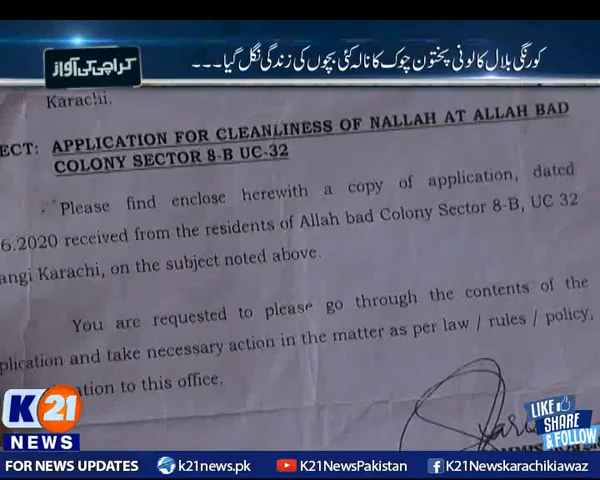 کورنگی بلال کالونی پختون چوک کا نالہ کئی بچوں کی زندگی نگل گیا ۔۔۔
کراچی کی آواز
Karachi.
ECT: APPLICATION FOR CLEANLINESS OF NALLAH AT ALLAH BAD
COLONY SECTOR 8-B UC-32
Please find enclose herewith a copy of application, dated
6.2020 received from the residents of Allah bad Colony Sector 8-B, UC 32
angi Karachi, on the subject noted above.
You are requested to please go through the contents of the
plication and take necessary action in the matter as per law / rules / policy,
to this office.
K21
NEWS
LIKE
SHARE
& FOLLOW
FOR NEWS UPDATES k21news.pk K21NewsPakistan K21Newskarachikiawaz